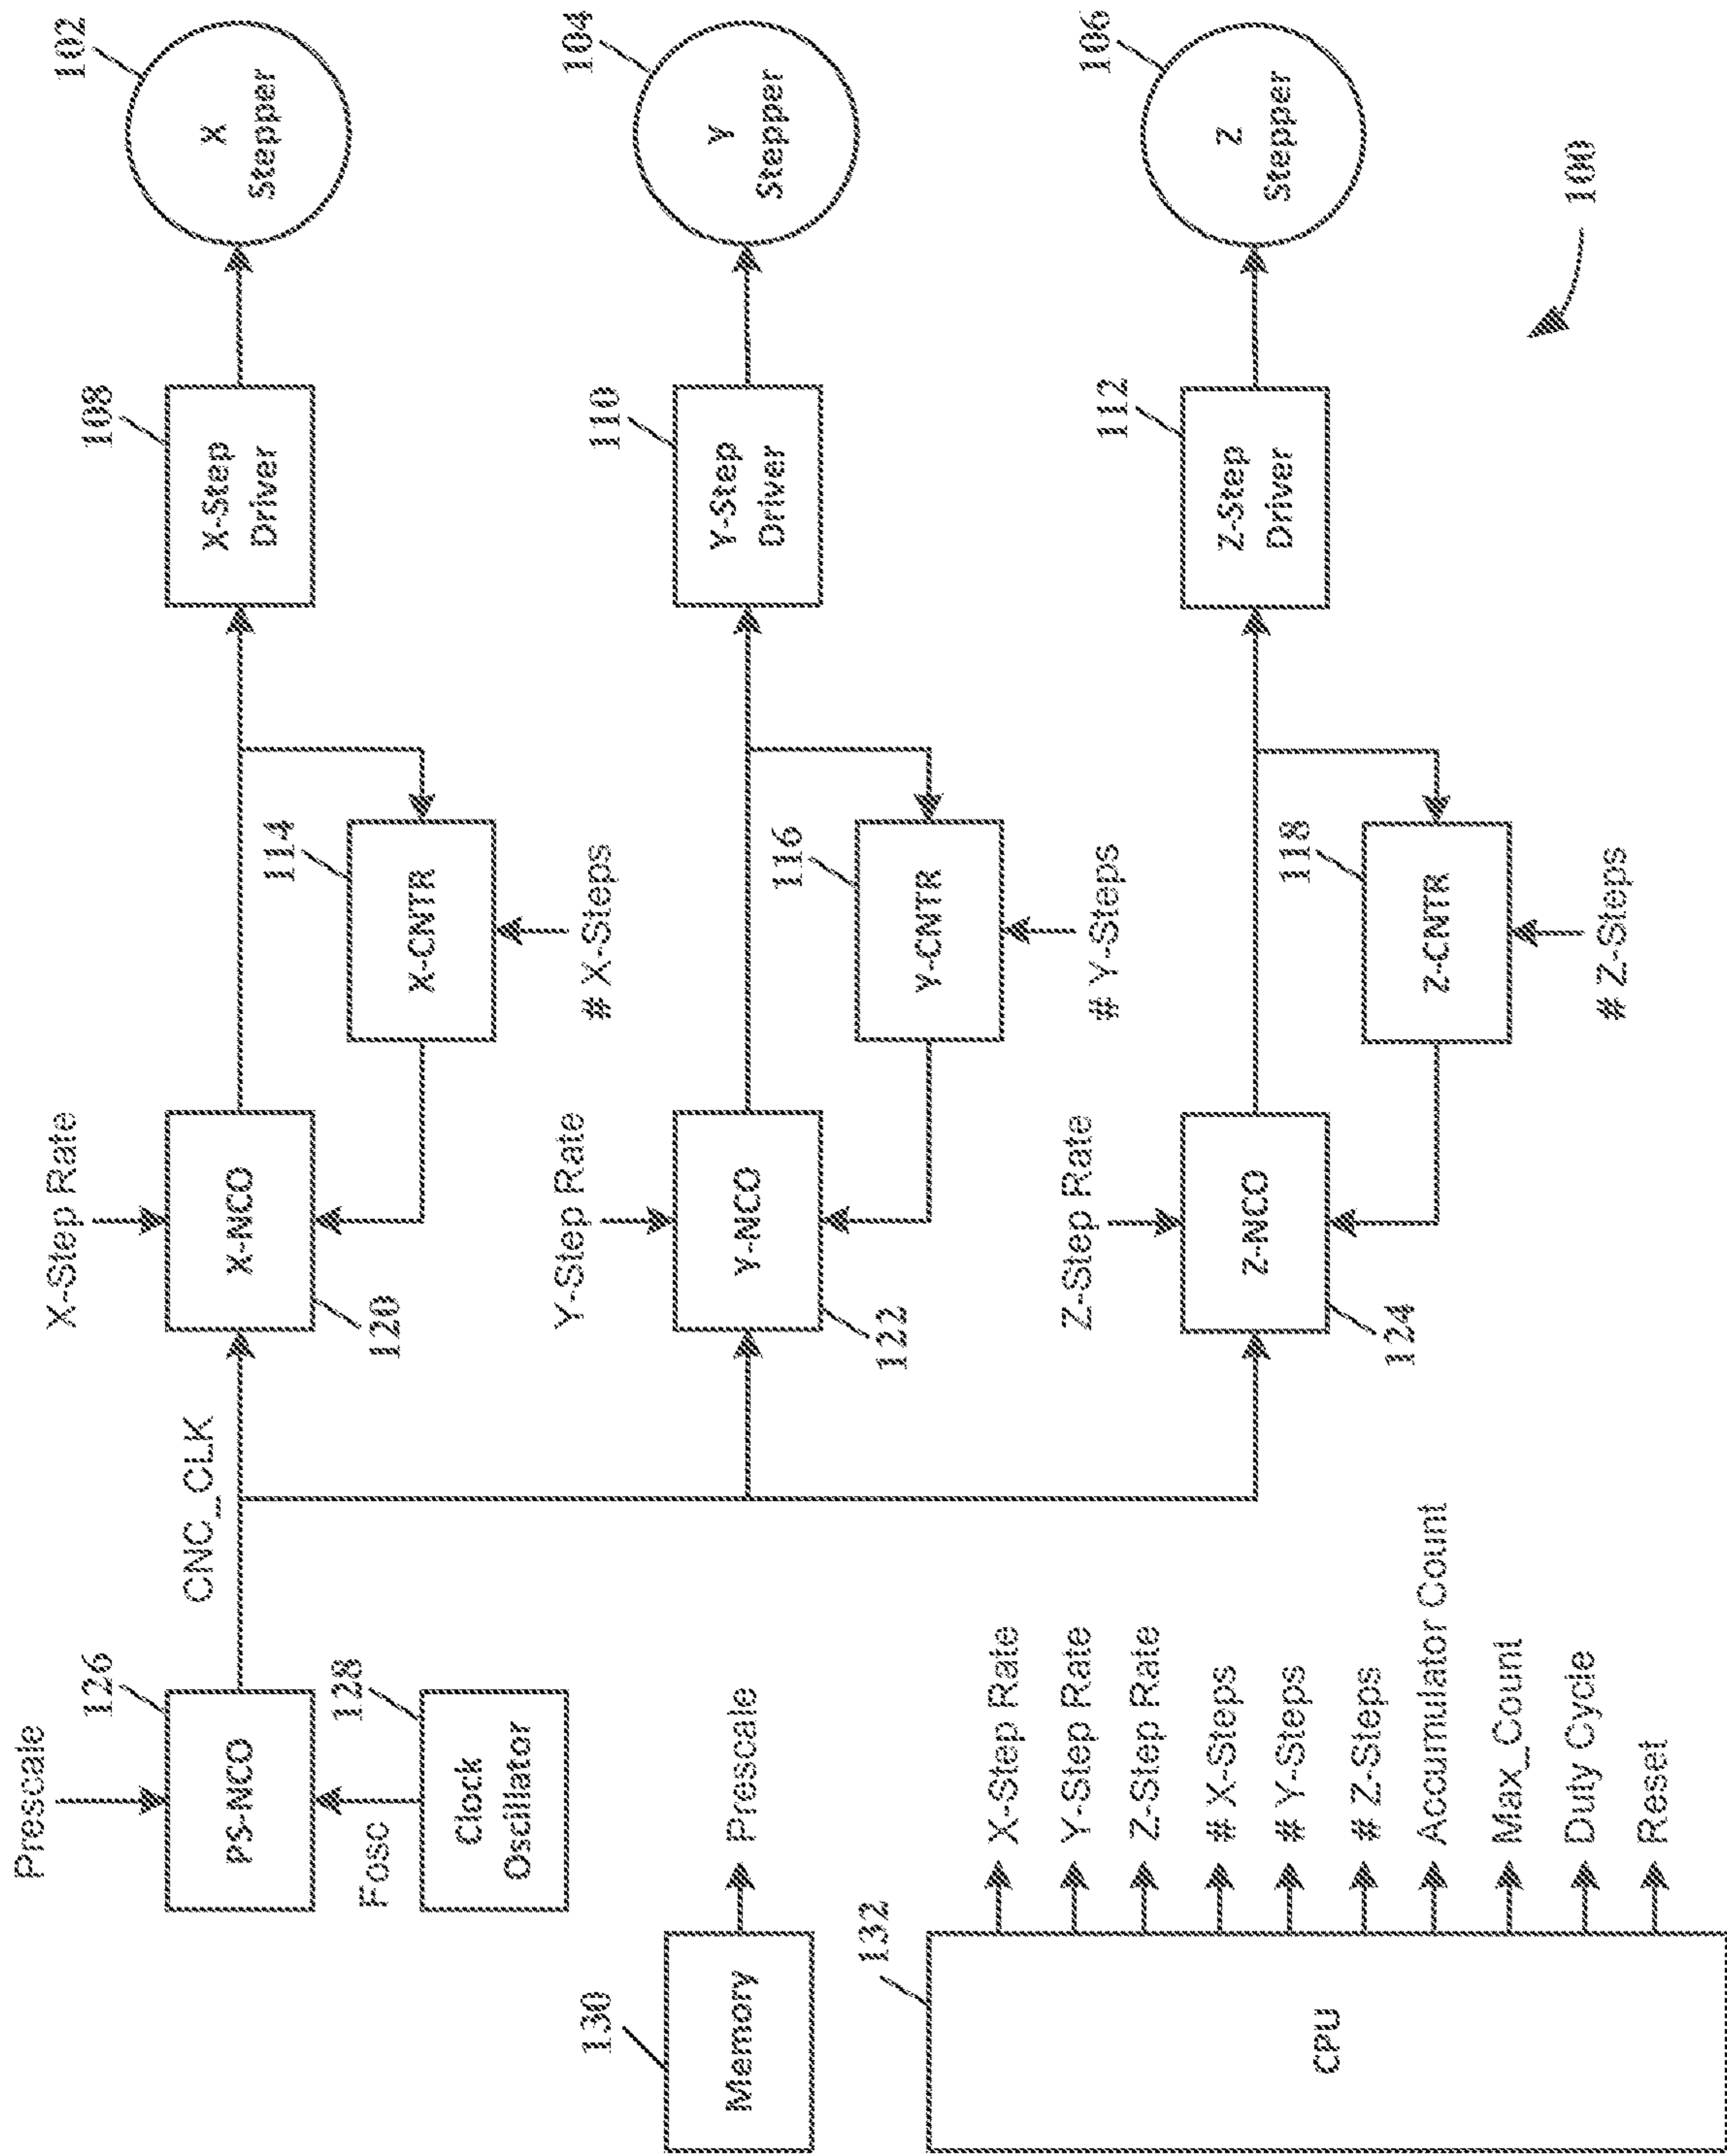 Prescale
126
PS-NCO
Fosc
128
Clock
Oscillator
CNC_CLK
X-Step Rate
X-NCO
120
114
X-CNTR
# X-Steps
108
X-Step
Driver
102
X
Stepper
Y-Step Rate
Y-NCO
122
116
Y-CNTR
# Y-Steps
110
Y-Step
Driver
104
Y
Stepper
Z-Step Rate
Z-NCO
124
118
Z-CNTR
# Z-Steps
112
Z-Step
Driver
106
Z
Stepper
130
Memory
Prescale
132
CPU
X-Step Rate
Y-Step Rate
Z-Step Rate
# X-Steps
# Y-Steps
# Z-Steps
Accumulator Count
Max_Count
Duty Cycle
Reset
100